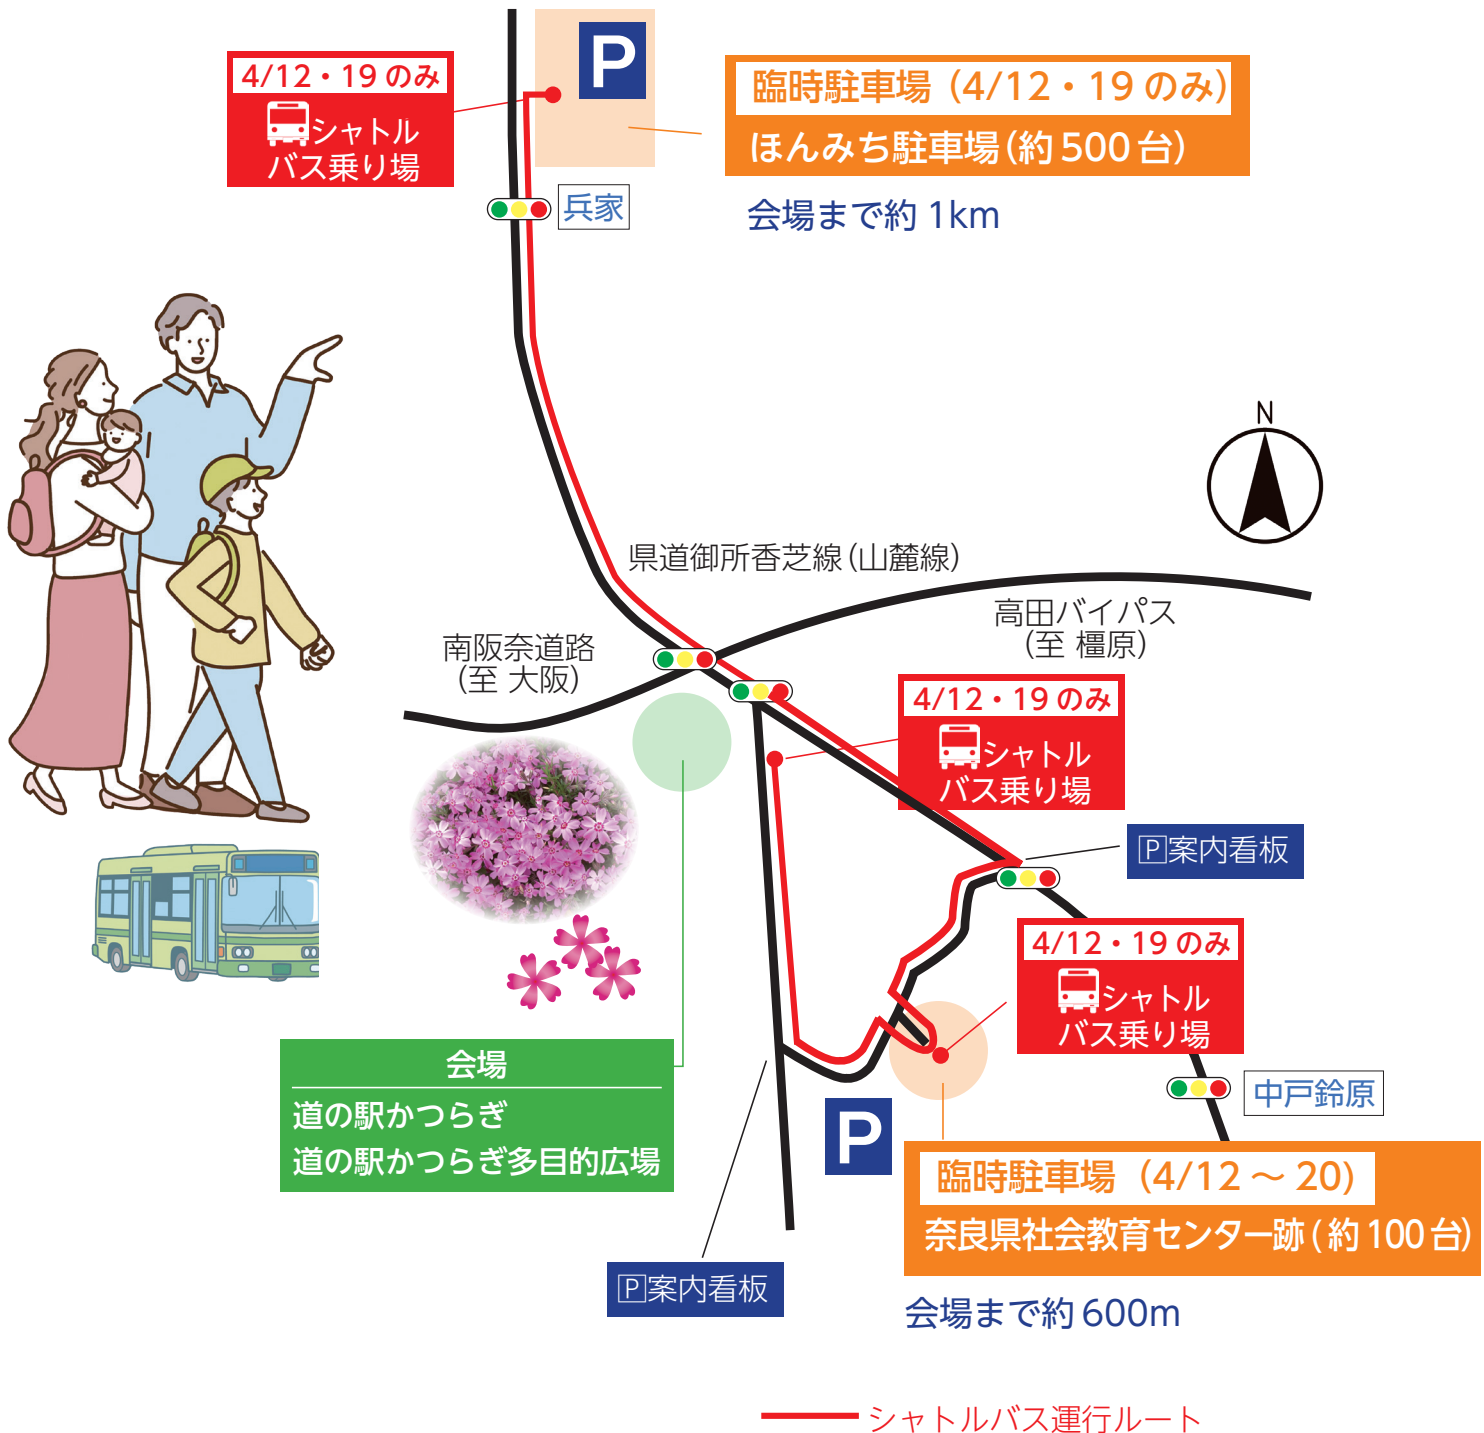 P
4/12・19のみ
シャトル
バス乗り場
臨時駐車場(4/12・19のみ)
ほんみち駐車場(約500台)
会場まで約1km
兵家
N
県道御所香芝線(山麓線)
高田バイパス
(至 橿原)
南阪奈道路
(至 大阪)
4/12・19のみ
シャトル
バス乗り場
P案内看板
4/12・19のみ
シャトル
バス乗り場
会場
道の駅かつらぎ
道の駅かつらぎ多目的広場
中戸鈴原
P
臨時駐車場(4/12〜20)
奈良県社会教育センター跡(約100台)
P案内看板
会場まで約600m
シャトルバス運行ルート